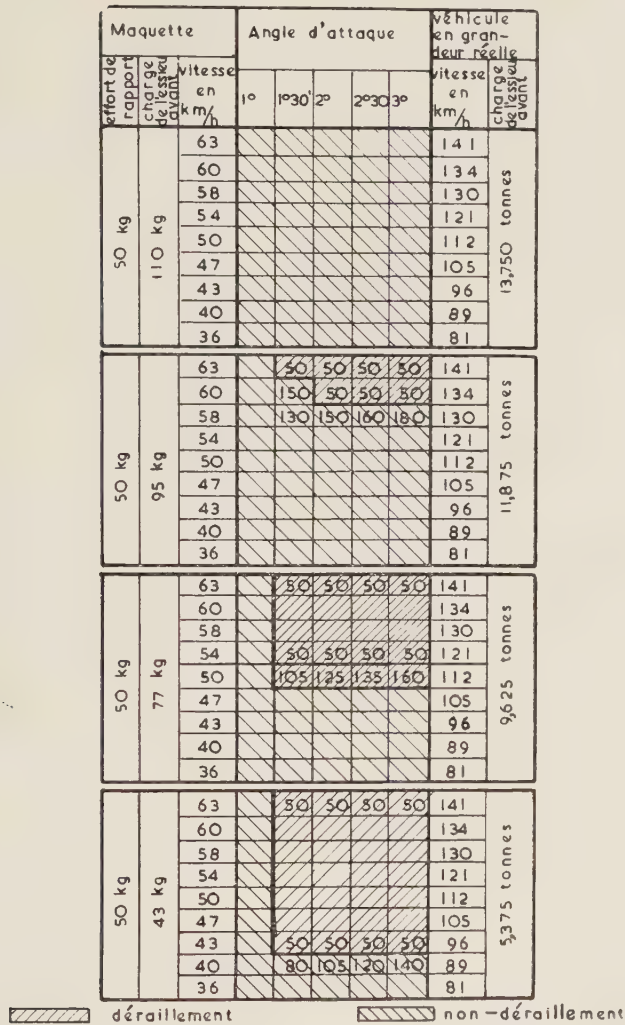 Maquette Angle d'attaque véhicule en grandeur réelle
effort de rapport charge de l'essieu avant vitesse en km/h 1° 1°30' 2° 2°30 3° vitesse en km/h charge de l'essieu avant
50 kg 110 kg 13,750 tonnes
63 141
60 134
58 130
54 121
50 112
47 105
43 96
40 89
36 81
50 kg 95 kg 11,875 tonnes
63 50 50 50 50 141
60 150 50 50 50 134
58 130 150 160 180 130
54 121
50 112
47 105
43 96
40 89
36 81
50 kg 77 kg 9,625 tonnes
63 50 50 50 50 141
60 134
58 130
54 50 50 50 50 121
50 105 125 135 160 112
47 105
43 96
40 89
36 81
50 kg 43 kg 5,375 tonnes
63 50 50 50 50 141
60 134
58 130
54 121
50 112
47 105
43 50 50 50 50 96
40 80 105 120 140 89
36 81
déraillement non-déraillement